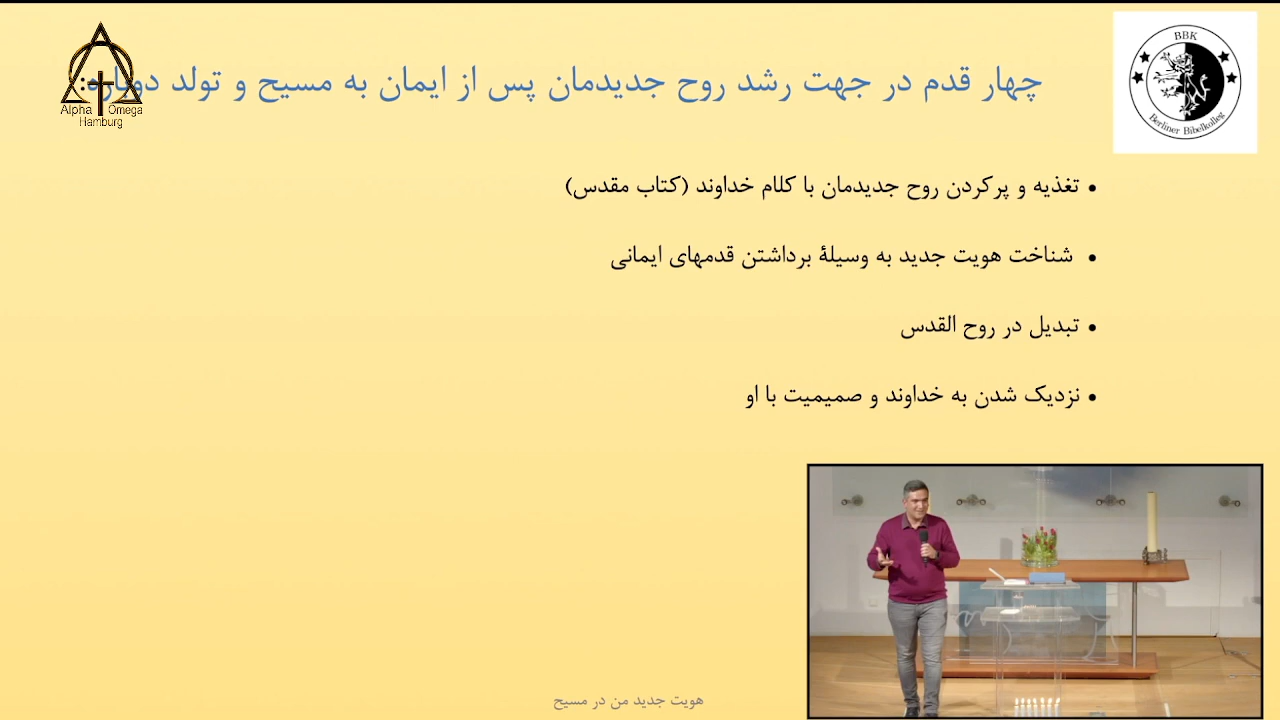 چهار قدم در جهت رشد روح جدیدمان پس از ایمان به مسیح و تولد دوباره:
Alpha Omega
Hamburg
BBK
Berliner Bibelkolleg
• تغذیه و پرکردن روح جدیدمان با کلام خداوند (کتاب مقدس)
• شناخت هویت جدید به وسیلهٔ برداشتن قدمهای ایمانی
• تبدیل در روح القدس
• نزدیک شدن به خداوند و صمیمیت با او
هویت جدید من در مسیح